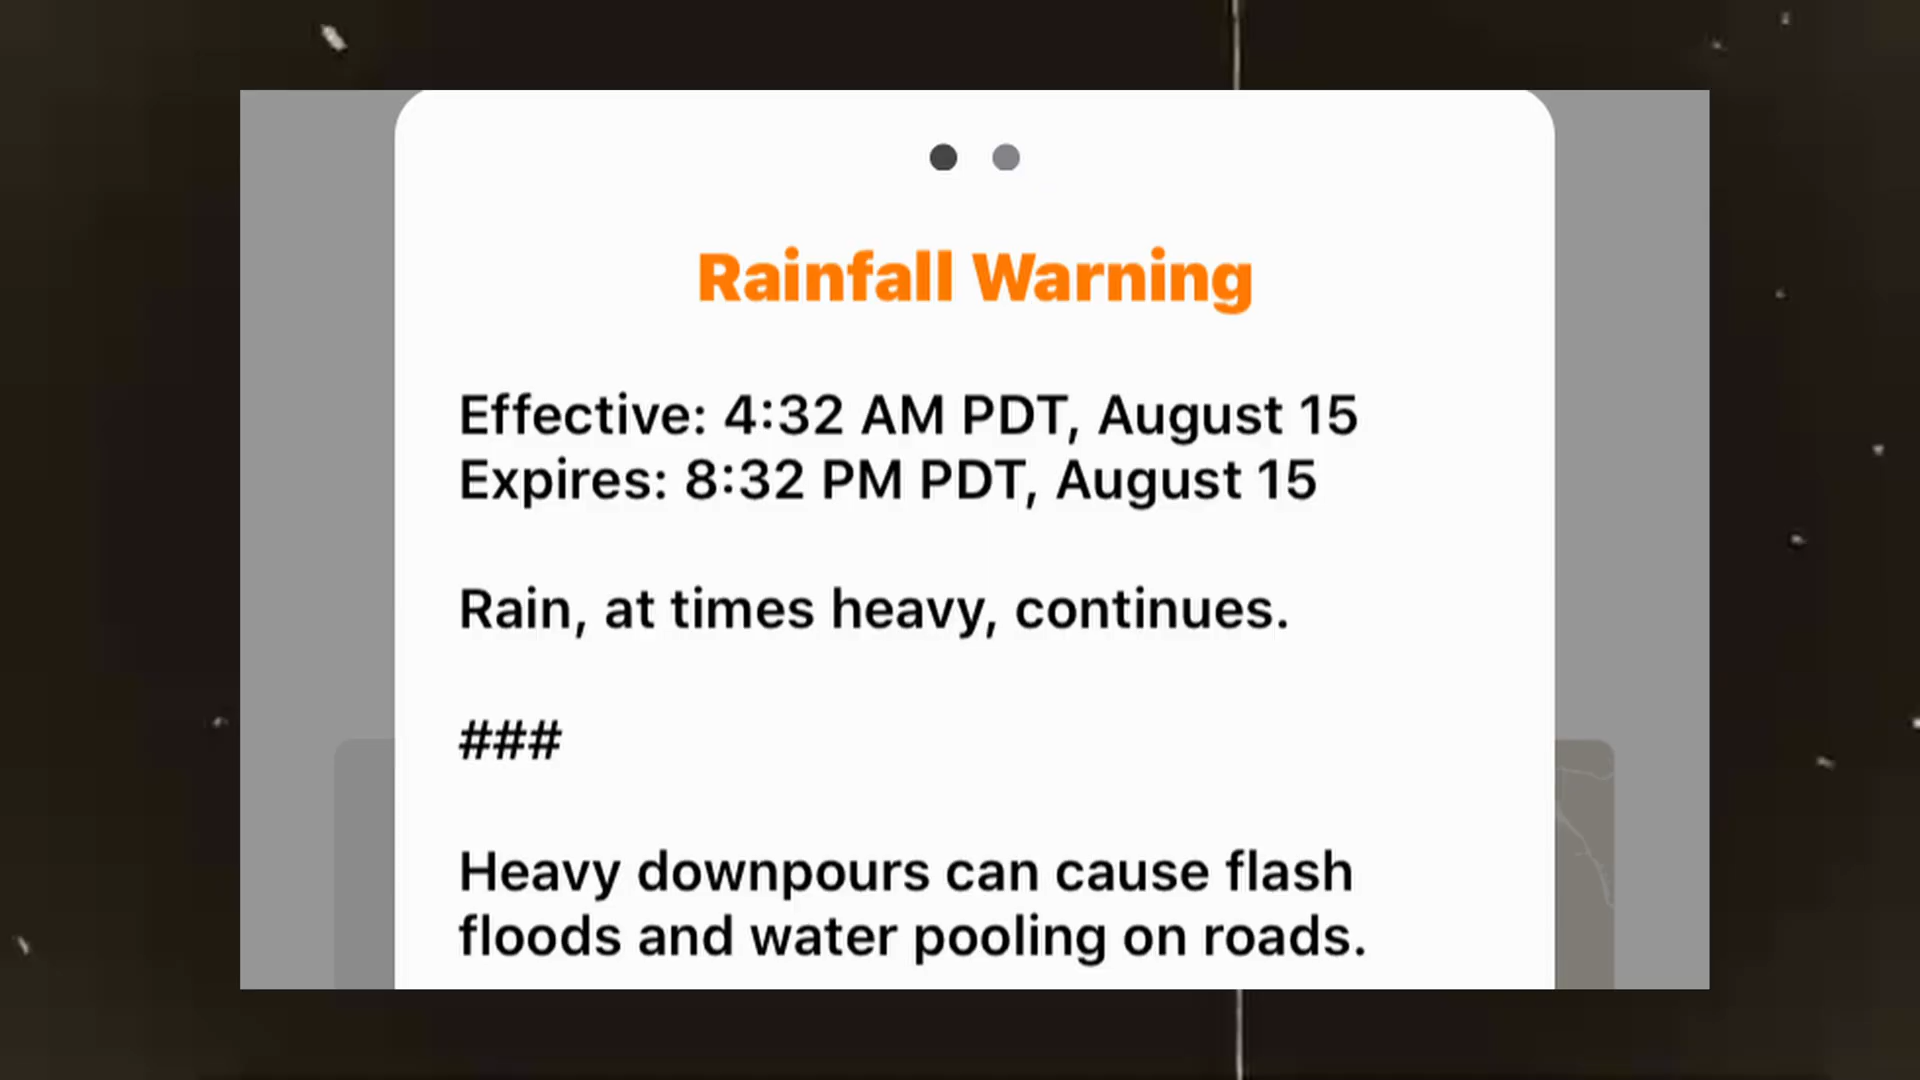 Rainfall Warning
Effective: 4:32 AM PDT, August 15
Expires: 8:32 PM PDT, August 15
Rain, at times heavy, continues.
###
Heavy downpours can cause flash
floods and water pooling on roads.